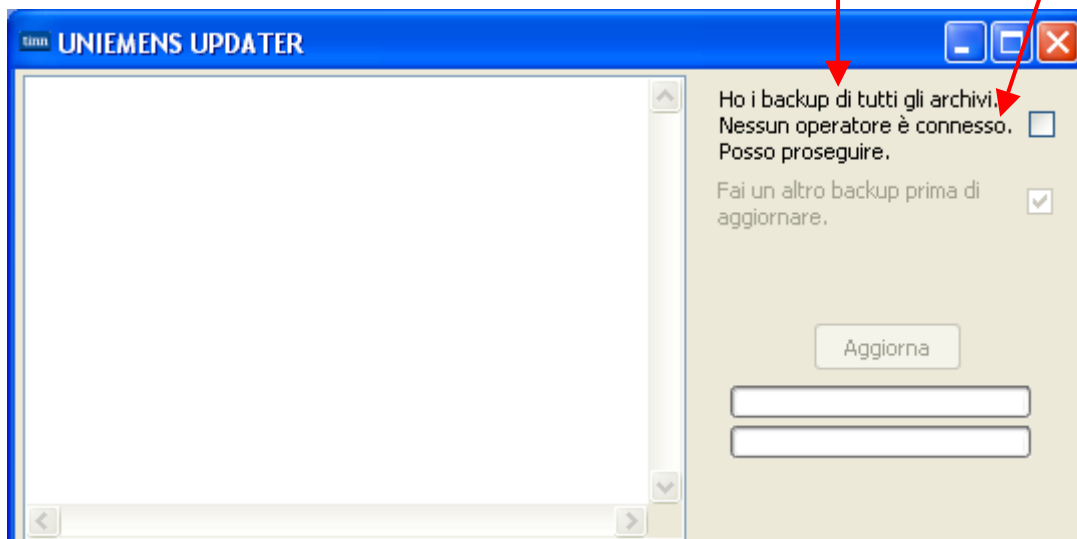 tinn UNIEMENS UPDATER
Ho i backup di tutti gli archivi.
Nessun operatore è connesso.
Posso proseguire.
Fai un altro backup prima di
aggiornare.
Aggiorna